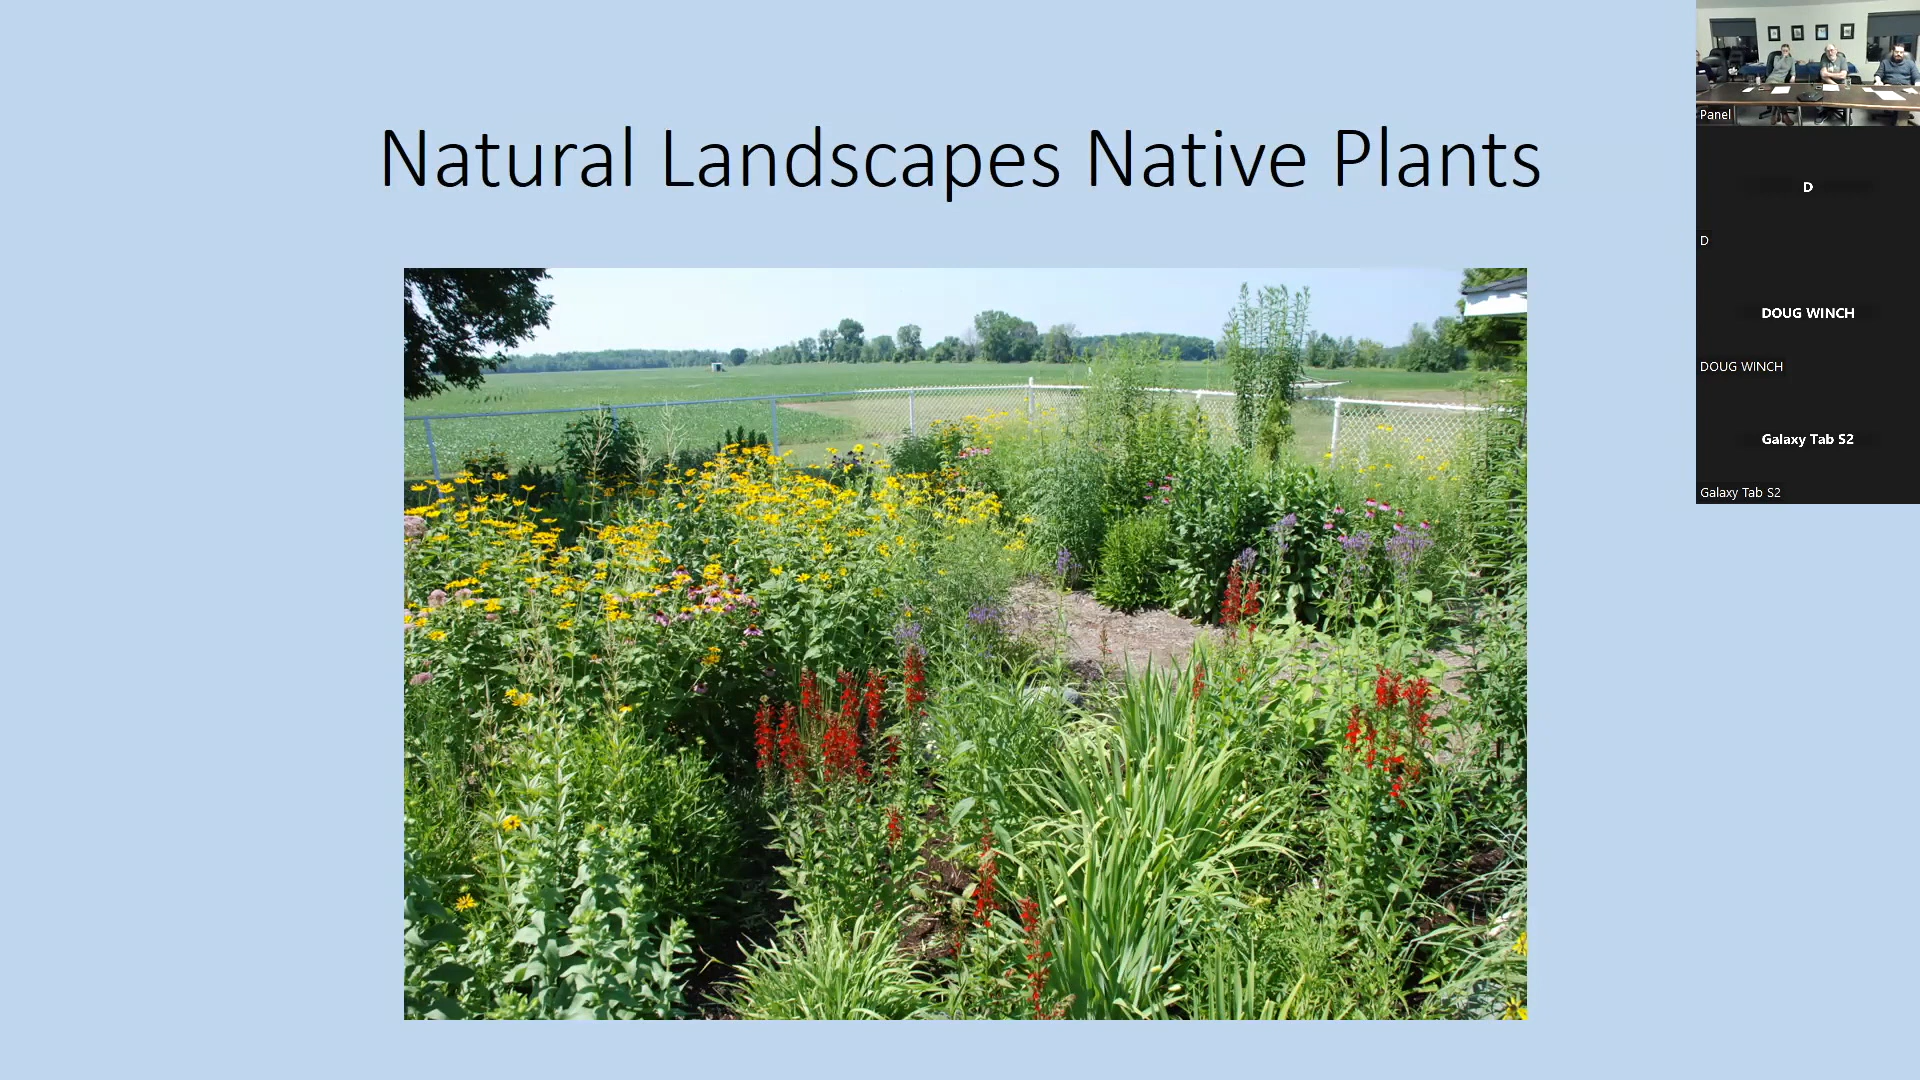 Natural Landscapes Native Plants
Panel
D
D
DOUG WINCH
DOUG WINCH
Galaxy Tab S2
Galaxy Tab S2